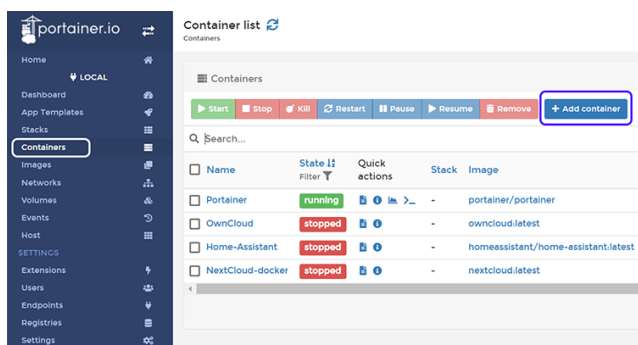 portainer.io
Home
LOCAL
Dashboard
App Templates
Stacks
Containers
Images
Networks
Volumes
Events
Host
SETTINGS
Extensions
Users
Endpoints
Registries
Settings
Container list
Containers
Containers
Start Stop Kill Restart Pause Resume Remove + Add container
Search...
Name State Filter Quick actions Stack Image
Portainer running - portainer/portainer
OwnCloud stopped - owncloud:latest
Home-Assistant stopped - homeassistant/home-assistant:latest
NextCloud-docker stopped - nextcloud:latest